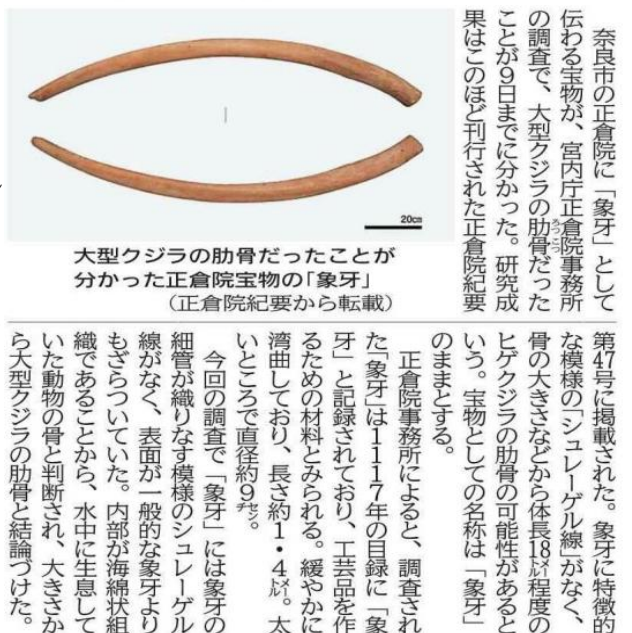 奈良市の正倉院に「象牙」として
伝わる宝物が、宮内庁正倉院事務所
の調査で、大型クジラの肋骨だった
ことが9日までに分かった。研究成
果はこのほど刊行された正倉院紀要
ろっこつ
20㎝
大型クジラの肋骨だったことが
分かった正倉院宝物の「象牙」
(正倉院紀要から転載)
第47号に掲載された。象牙に特徴的
な模様の「シュレーゲル線」がなく、
骨の大きさなどから体長18㍍程度の
ヒゲクジラの肋骨の可能性があると
いう。宝物としての名称は「象牙」
のままとする。
正倉院事務所によると、調査され
た「象牙」は1117年の目録に「象
牙」と記録されており、工芸品を作
るための材料とみられる。緩やかに
湾曲しており、長さ約1・4㍍。太
いところで直径約9㌢。
今回の調査で「象牙」には象牙の
細管が織りなす模様のシュレーゲル
線がなく、表面が一般的な象牙より
もざらついていた。内部が海綿状組
織であることから、水中に生息して
いた動物の骨と判断され、大きさか
ら大型クジラの肋骨と結論づけた。